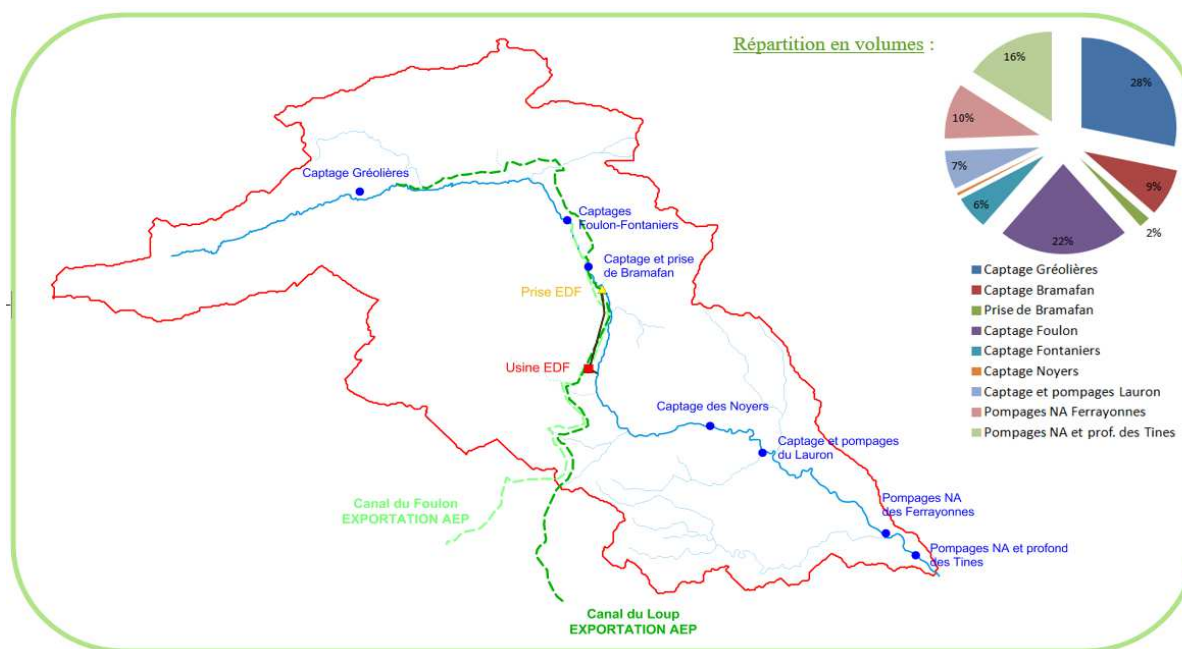 Répartition en volumes :
16%
28%
10%
7%
9%
6%
2%
22%
Captage Gréolières
Captage Bramafan
Prise de Bramafan
Captage Foulon
Captage Fontaniers
Captage Noyers
Captage et pompages Lauron
Pompages NA Ferrayonnes
Pompages NA et prof. des Tines
Captage Gréolières
Captages
Foulon-Fontaniers
Captage et prise
de Bramafan
Prise EDF
Usine EDF
Captage des Noyers
Captage et pompages
du Lauron
Canal du Foulon
EXPORTATION AEP
Pompages NA
des Ferrayonnes
Pompages NA et profond
des Tines
Canal du Loup
EXPORTATION AEP